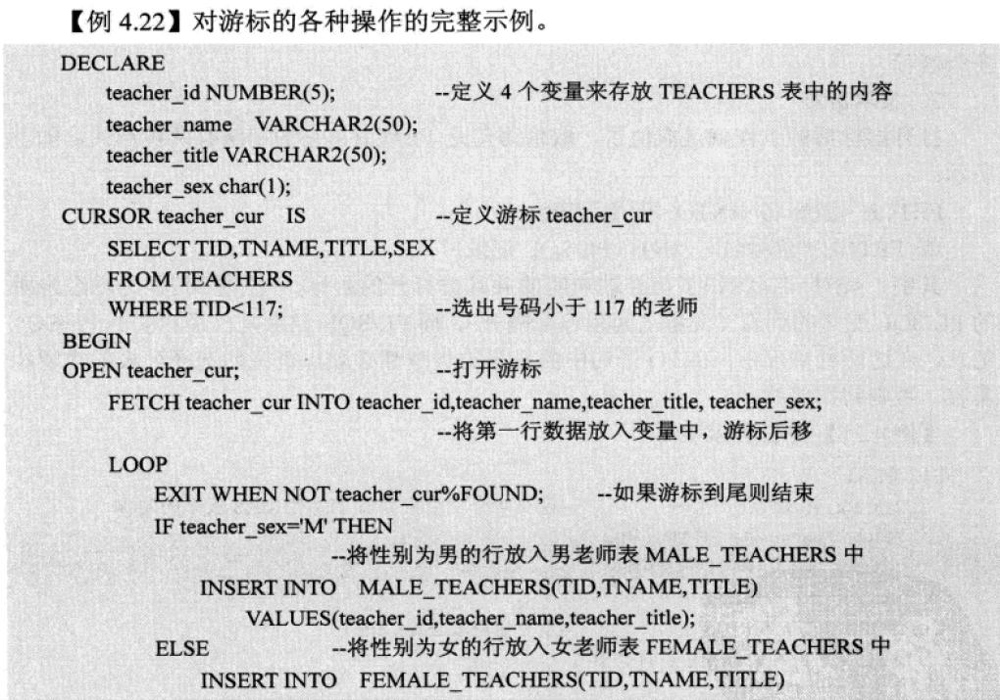 【例 4.22】对游标的各种操作的完整示例。
DECLARE
teacher_id NUMBER(5); --定义 4 个变量来存放 TEACHERS 表中的内容
teacher_name VARCHAR2(50);
teacher_title VARCHAR2(50);
teacher_sex char(1);
CURSOR teacher_cur IS --定义游标 teacher_cur
SELECT TID,TNAME,TITLE,SEX
FROM TEACHERS
WHERE TID<117; --选出号码小于 117 的老师
BEGIN
OPEN teacher_cur; --打开游标
FETCH teacher_cur INTO teacher_id,teacher_name,teacher_title, teacher_sex;
--将第一行数据放入变量中，游标后移
LOOP
EXIT WHEN NOT teacher_cur%FOUND; --如果游标到尾则结束
IF teacher_sex='M' THEN
--将性别为男的行放入男老师表 MALE_TEACHERS 中
INSERT INTO MALE_TEACHERS(TID,TNAME,TITLE)
VALUES(teacher_id,teacher_name,teacher_title);
ELSE --将性别为女的行放入女老师表 FEMALE_TEACHERS 中
INSERT INTO FEMALE_TEACHERS(TID,TNAME,TITLE)